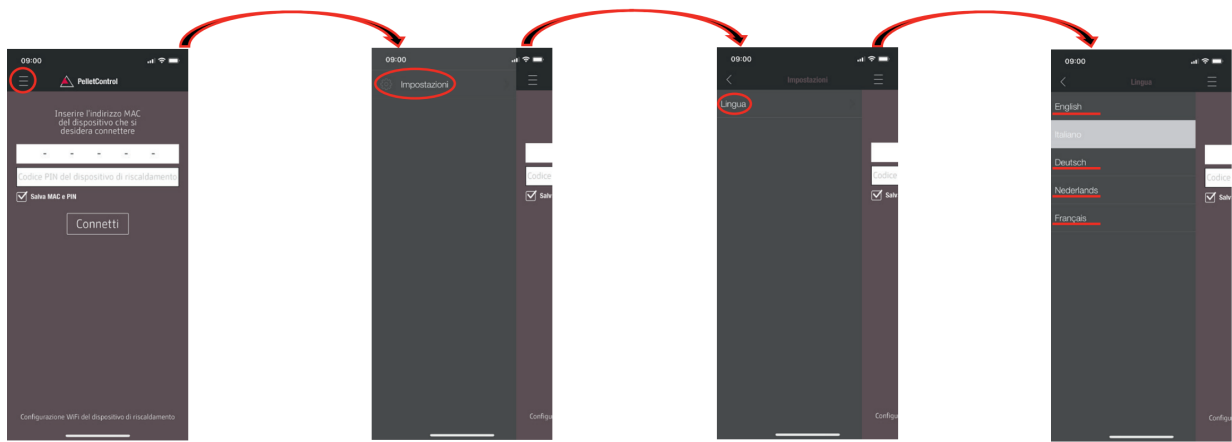 09:00
PelletControl
Inserire l'indirizzo MAC
del dispositivo che si
desidera connettere
- - - - -
Codice PIN del dispositivo di riscaldamento
Salva MAC e PIN
Connetti
Configurazione WiFi del dispositivo di riscaldamento
09:00
Impostazioni
Codice
Salv
Configu
09:00
Impostazioni
Lingua
Codice
Salv
Configu
09:00
Lingua
English
Italiano
Deutsch
Nederlands
Français
Codice
Salv
Configu